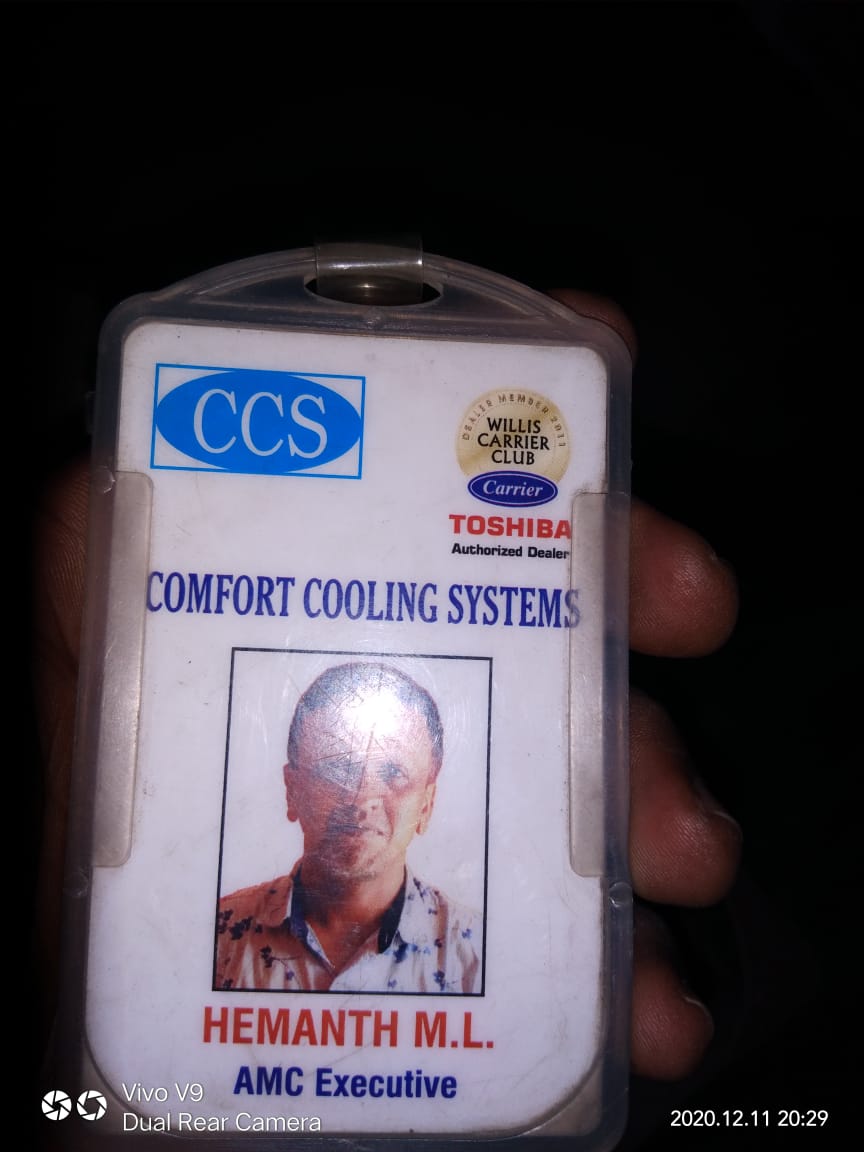 CCS
DEALER MEMBER 2011
WILLIS
CARRIER
CLUB
Carrier
TOSHIBA
Authorized Dealer
COMFORT COOLING SYSTEMS
HEMANTH M.L.
AMC Executive
Vivo V9
Dual Rear Camera
2020.12.11 20:29